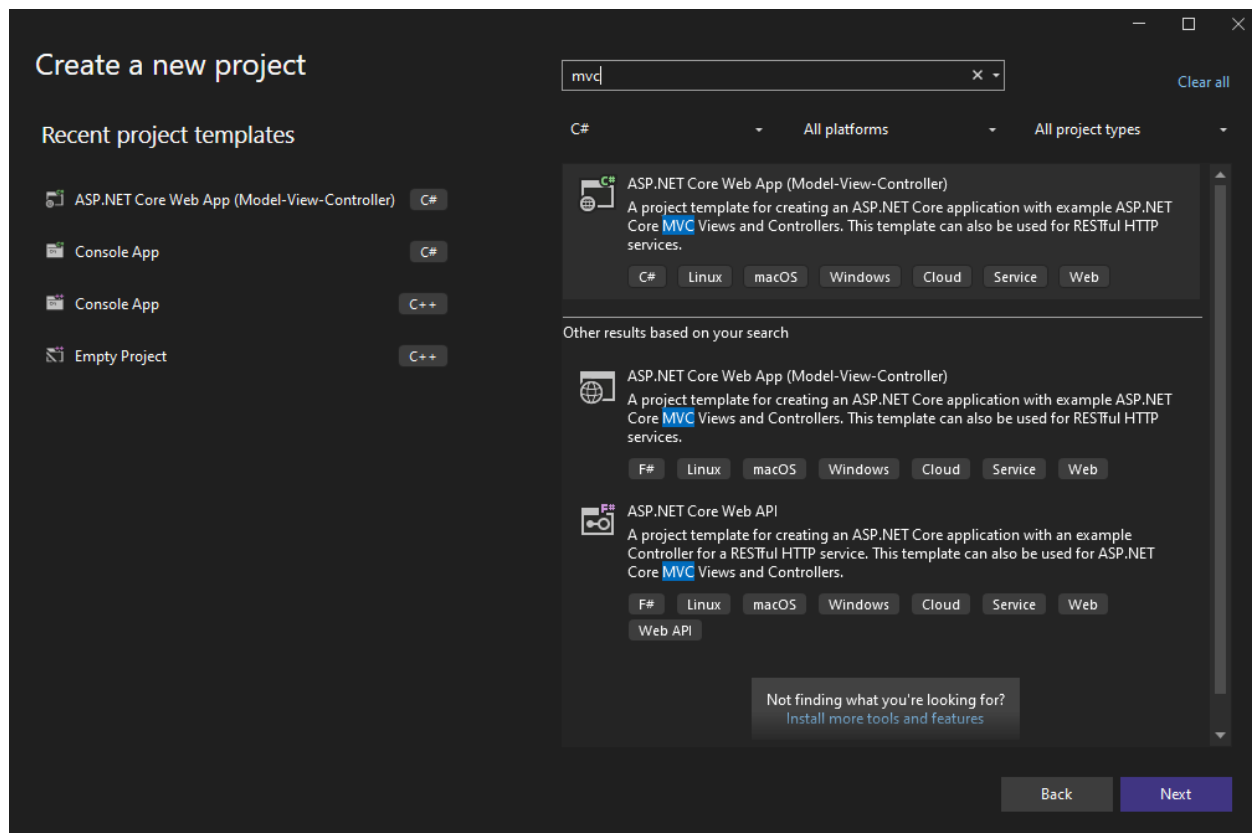 Create a new project
Recent project templates
ASP.NET Core Web App (Model-View-Controller) C#
Console App C#
Console App C++
Empty Project C++
mvc
Clear all
C# All platforms All project types
C#
ASP.NET Core Web App (Model-View-Controller)
A project template for creating an ASP.NET Core application with example ASP.NET
Core MVC Views and Controllers. This template can also be used for RESTful HTTP
services.
C# Linux macOS Windows Cloud Service Web
Other results based on your search
ASP.NET Core Web App (Model-View-Controller)
A project template for creating an ASP.NET Core application with example ASP.NET
Core MVC Views and Controllers. This template can also be used for RESTful HTTP
services.
F# Linux macOS Windows Cloud Service Web
F#
ASP.NET Core Web API
A project template for creating an ASP.NET Core application with an example
Controller for a RESTful HTTP service. This template can also be used for ASP.NET
Core MVC Views and Controllers.
F# Linux macOS Windows Cloud Service Web
Web API
Not finding what you're looking for?
Install more tools and features
Back Next